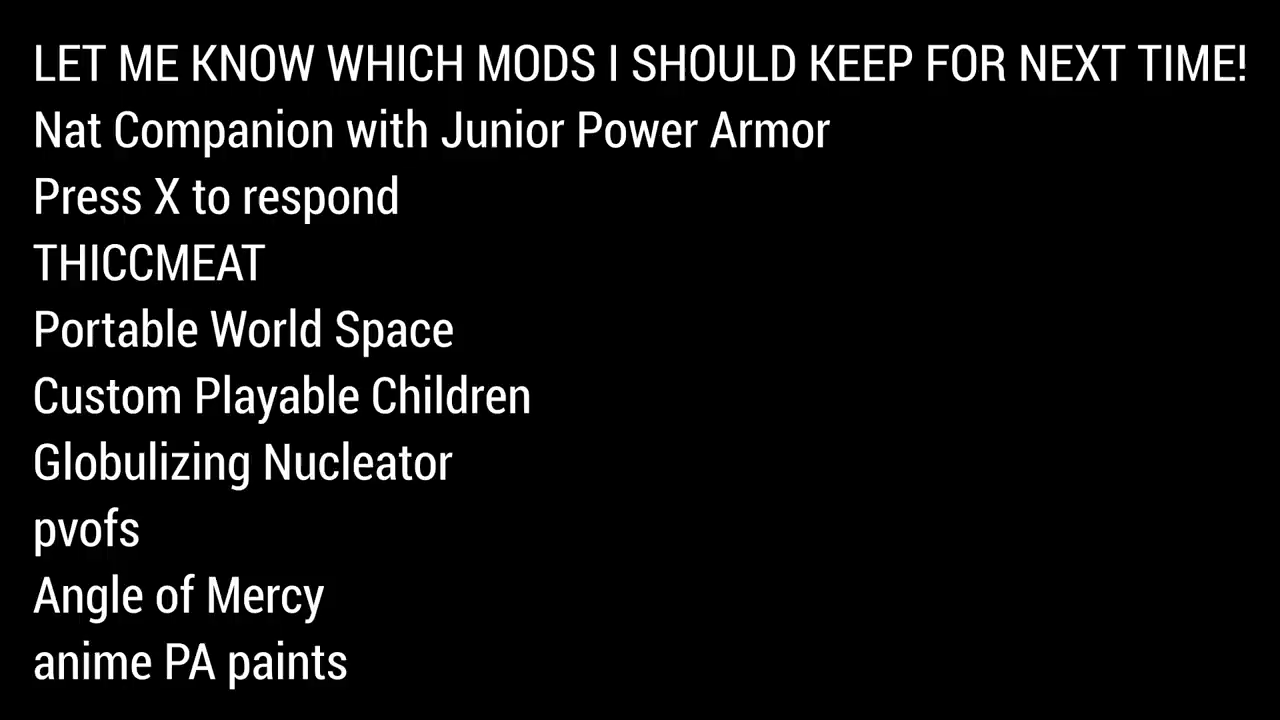 LET ME KNOW WHICH MODS I SHOULD KEEP FOR NEXT TIME!
Nat Companion with Junior Power Armor
Press X to respond
THICCMEAT
Portable World Space
Custom Playable Children
Globulizing Nucleator
pvofs
Angle of Mercy
anime PA paints